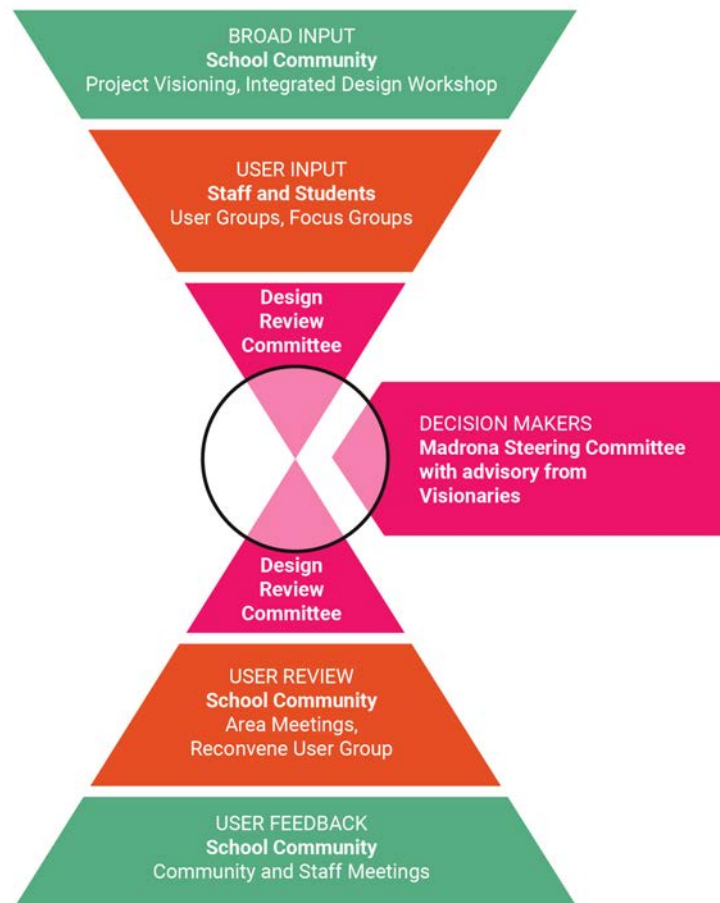 BROAD INPUT
School Community
Project Visioning, Integrated Design Workshop
USER INPUT
Staff and Students
User Groups, Focus Groups
Design
Review
Committee
DECISION MAKERS
Madrona Steering Committee
with advisory from
Visionaries
Design
Review
Committee
USER REVIEW
School Community
Area Meetings,
Reconvene User Group
USER FEEDBACK
School Community
Community and Staff Meetings